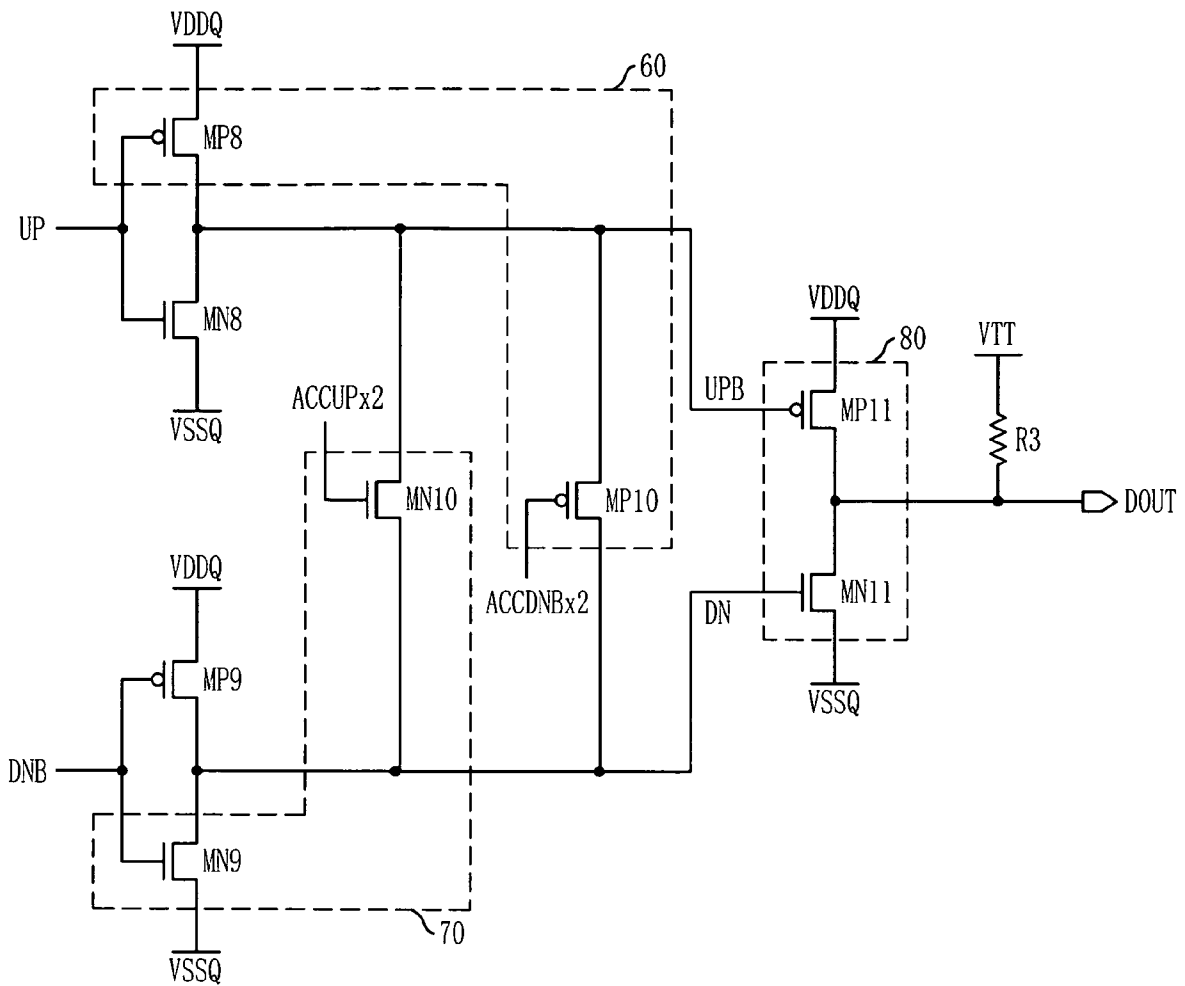 VDDQ
60
MP8
UP
MN8
VDDQ
80
VTT
UPB
MP11
R3
ACCUPx2
VSSQ
MN10
MP10
DOUT
VDDQ
ACCDNBx2
DN
MN11
MP9
VSSQ
DNB
MN9
70
VSSQ